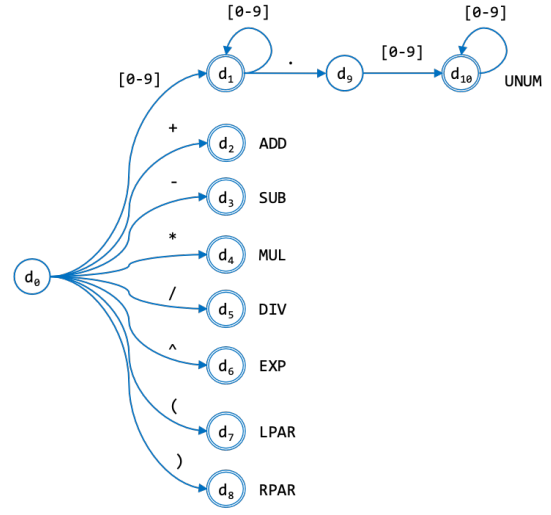 [0-9] [0-9]
[0-9] d1 . d9 [0-9] d10 UNUM
+ d2 ADD
- d3 SUB
* d4 MUL
d0
/ d5 DIV
^ d6 EXP
( d7 LPAR
) d8 RPAR